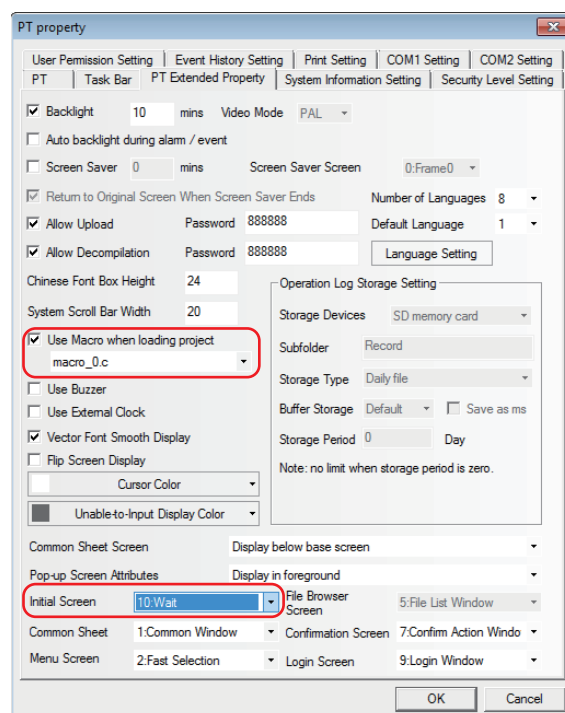 PT property
User Permission Setting Event History Setting Print Setting COM1 Setting COM2 Setting
PT Task Bar PT Extended Property System Information Setting Security Level Setting
Backlight 10 mins Video Mode PAL
Auto backlight during alarm / event
Screen Saver 0 mins Screen Saver Screen 0:Frame0
Return to Original Screen When Screen Saver Ends Number of Languages 8
Allow Upload Password 888888 Default Language 1
Allow Decompilation Password 888888 Language Setting
Chinese Font Box Height 24
Operation Log Storage Setting
System Scroll Bar Width 20 Storage Devices SD memory card
Use Macro when loading project
Subfolder Record
macro_0.c
Storage Type Daily file
Use Buzzer
Use External Clock Buffer Storage Default Save as ms
Vector Font Smooth Display Storage Period 0 Day
Flip Screen Display
Note: no limit when storage period is zero.
Cursor Color
Unable-to-Input Display Color
Common Sheet Screen Display below base screen
Pop-up Screen Attributes Display in foreground
Initial Screen 10:Wait File Browser Screen 5:File List Window
Common Sheet 1:Common Window Confirmation Screen 7:Confirm Action Windo
Menu Screen 2:Fast Selection Login Screen 9:Login Window
OK Cancel